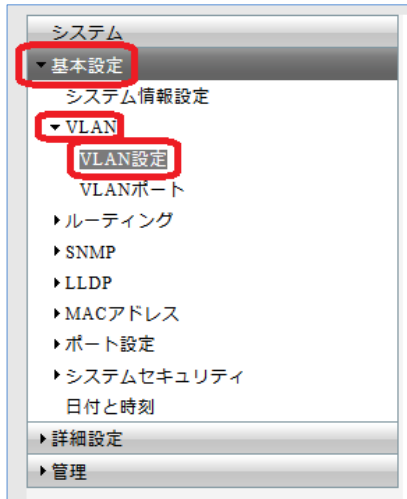 システム
基本設定
システム情報設定
VLAN
VLAN設定
VLANポート
ルーティング
SNMP
LLDP
MACアドレス
ポート設定
システムセキュリティ
日付と時刻
詳細設定
管理